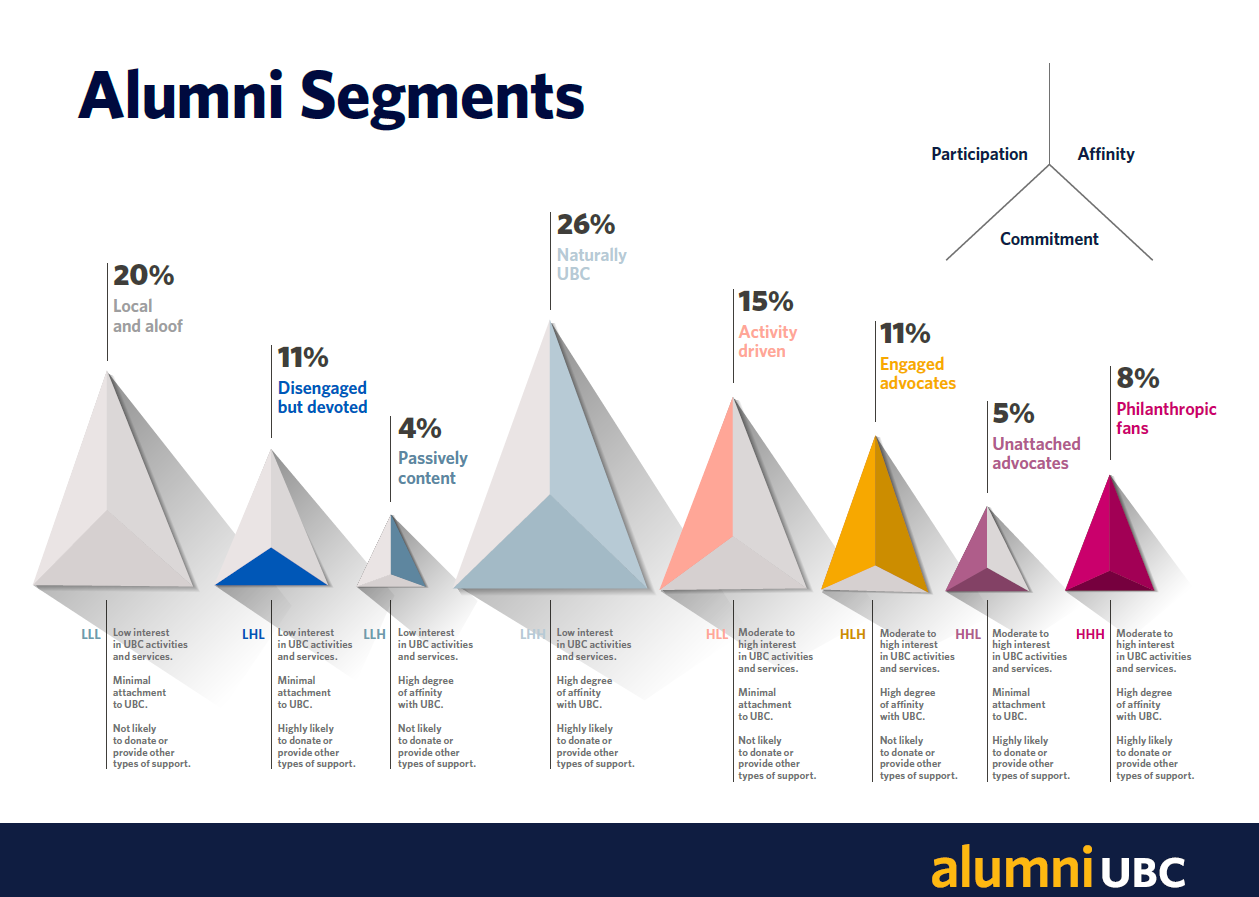 Alumni Segments
Participation
Affinity
Commitment
20%
Local
and aloof
11%
Disengaged
but devoted
4%
Passively
content
26%
Naturally
UBC
15%
Activity
driven
11%
Engaged
advocates
5%
Unattached
advocates
8%
Philanthropic
fans
LLL
Low interest
in UBC activities
and services.
Minimal
attachment
to UBC.
Not likely
to donate or
provide other
types of support.
LHL
Low interest
in UBC activities
and services.
Minimal
attachment
to UBC.
Highly likely
to donate or
provide other
types of support.
LLH
Low interest
in UBC activities
and services.
High degree
of affinity
with UBC.
Not likely
to donate or
provide other
types of support.
LHH
Low interest
in UBC activities
and services.
High degree
of affinity
with UBC.
Highly likely
to donate or
provide other
types of support.
HLL
Moderate to
high interest
in UBC activities
and services.
Minimal
attachment
to UBC.
Not likely
to donate or
provide other
types of support.
HLH
Moderate to
high interest
in UBC activities
and services.
High degree
of affinity
with UBC.
Not likely
to donate or
provide other
types of support.
HHL
Moderate to
high interest
in UBC activities
and services.
Minimal
attachment
to UBC.
Highly likely
to donate or
provide other
types of support.
HHH
Moderate to
high interest
in UBC activities
and services.
High degree
of affinity
with UBC.
Highly likely
to donate or
provide other
types of support.
alumni UBC